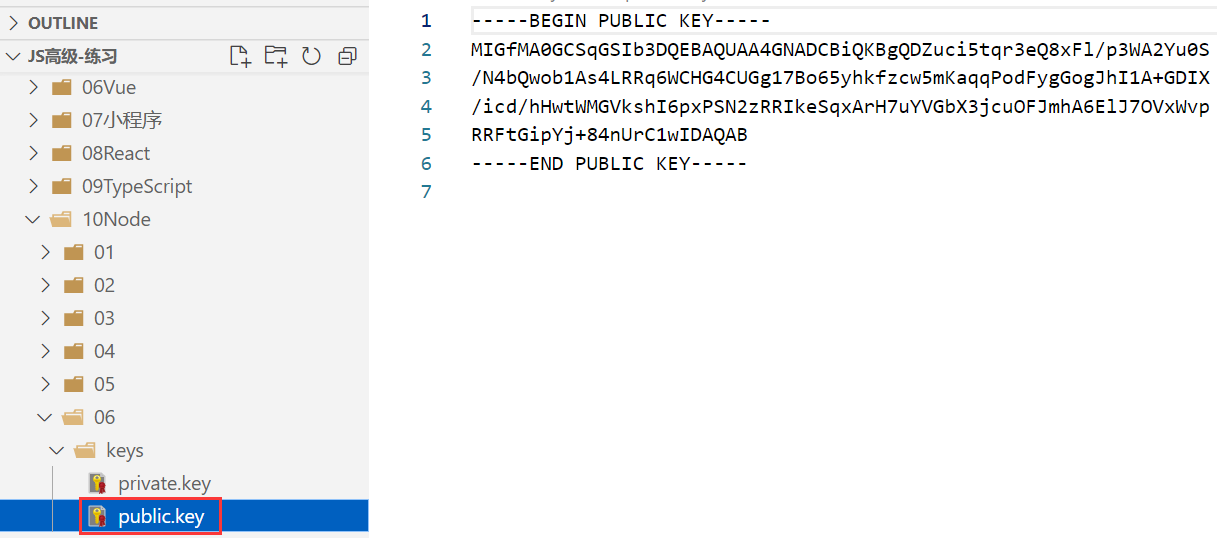 OUTLINE
JS高级-练习
06Vue
07小程序
08React
09TypeScript
10Node
01
02
03
04
05
06
keys
private.key
public.key
1 -----BEGIN PUBLIC KEY-----
2 MIGfMA0GCSqGSIb3DQEBAQUAA4GNADCBiQKBgQDZuci5tqr3eQ8xFl/p3WA2Yu0S
3 /N4bQwob1As4LRRq6WCHG4CUGg17Bo65yhkfzcw5mKaqqPodFygGogJhI1A+GDIX
4 /icd/hHwtWMGVkshI6pxPSN2zRRIkeSqxArH7uYVGbX3jcuOFJmhA6ElJ7OVxWvp
5 RRFtGipYj+84nUrC1wIDAQAB
6 -----END PUBLIC KEY-----
7